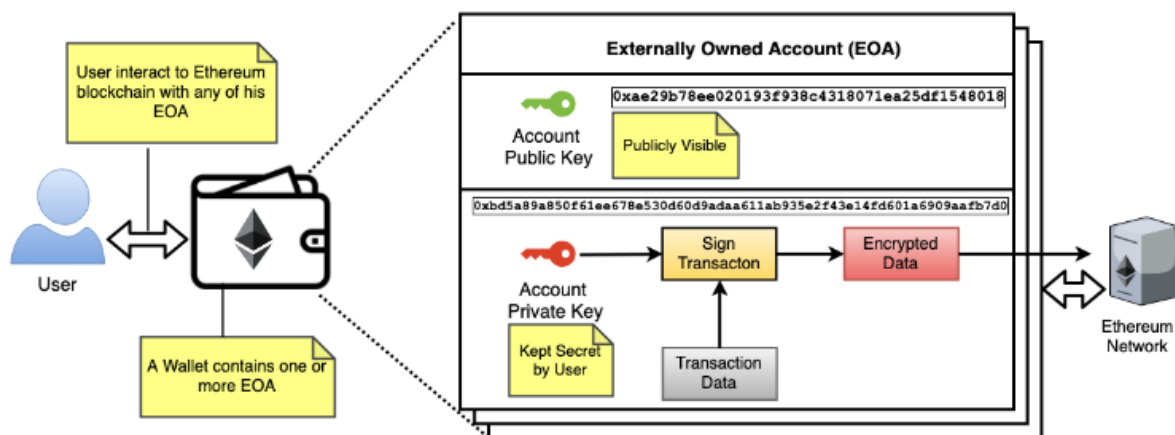 User interact to Ethereum
blockchain with any of his
EOA
User
A Wallet contains one or
more EOA
Externally Owned Account (EOA)
0xae29b78ee020193f938c4318071ea25df1548018
Account
Public Key
Publicly Visible
0xbd5a89a850f61ee678e530d60d9adaa611ab935e2f43e14fd601a6909aafb7d0
Account
Private Key
Kept Secret
by User
Sign
Transacton
Encrypted
Data
Transaction
Data
Ethereum
Network